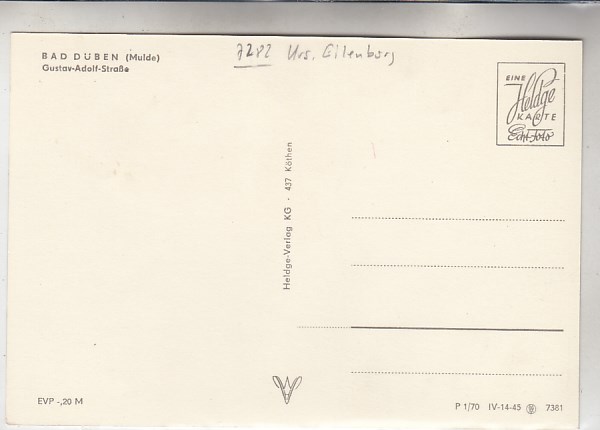 7282 Krs. Eilenburg
BAD DÜBEN (Mulde)
Gustav-Adolf-Straße
EINE
Heldge
KARTE
Echt Foto
Heldge-Verlag KG · 437 Köthen
EVP -,20 M
P 1/70 IV-14-45 7381